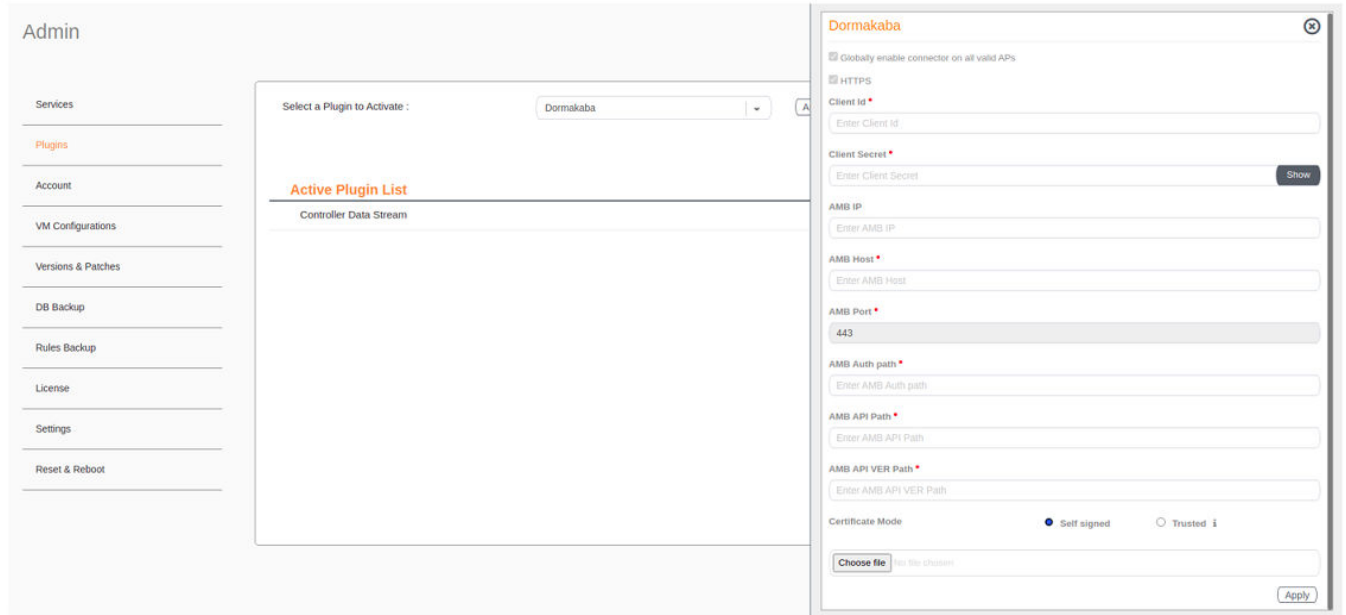 Admin
Services
Plugins
Account
VM Configurations
Versions & Patches
DB Backup
Rules Backup
License
Settings
Reset & Reboot
Select a Plugin to Activate :
Dormakaba
Active Plugin List
Controller Data Stream
Dormakaba
Globally enable connector on all valid APs
HTTPS
Client Id *
Enter Client Id
Client Secret *
Enter Client Secret
Show
AMB IP
Enter AMB IP
AMB Host *
Enter AMB Host
AMB Port *
443
AMB Auth path *
Enter AMB Auth path
AMB API Path *
Enter AMB API Path
AMB API VER Path *
Enter AMB API VER Path
Certificate Mode
Self signed
Trusted i
Choose file No file chosen
Apply